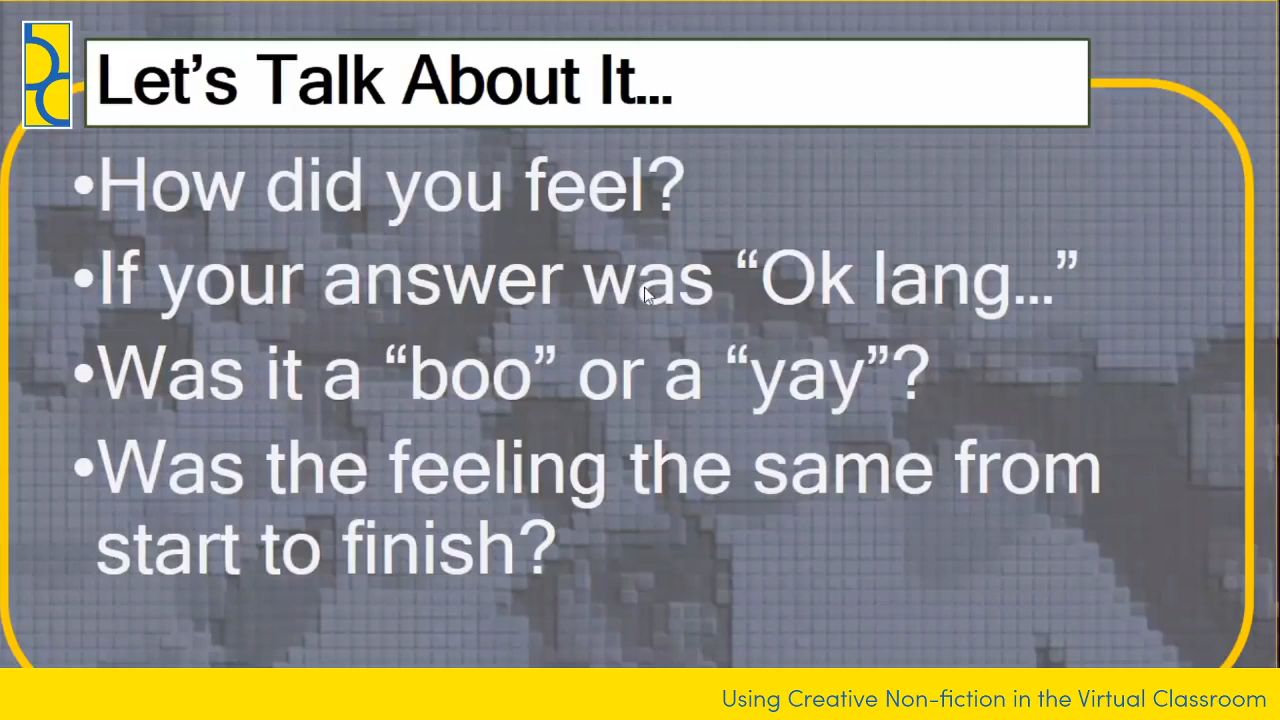 Let’s Talk About It...
•How did you feel?
•If your answer was “Ok lang...”
•Was it a “boo” or a “yay”?
•Was the feeling the same from
start to finish?
Using Creative Non-fiction in the Virtual Classroom